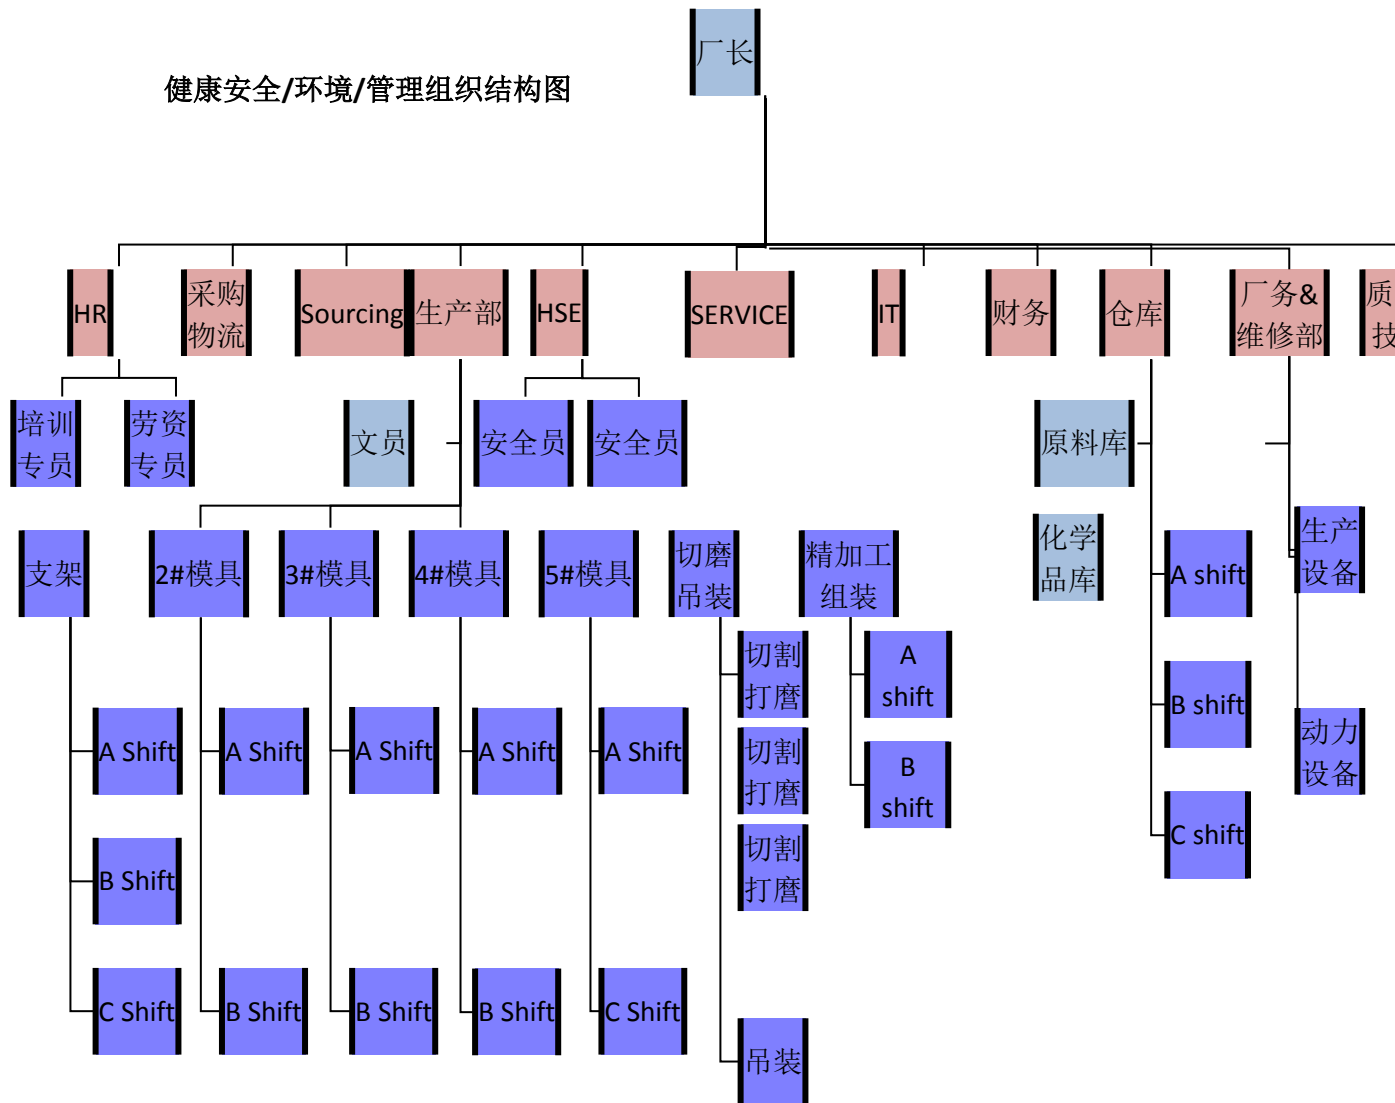 厂长
健康安全/环境/管理组织结构图
HR
采购
物流
Sourcing
生产部
HSE
SERVICE
IT
财务
仓库
厂务&
维修部
质
技
培训
专员
劳资
专员
文员
安全员
安全员
原料库
化学
品库
支架
2#模具
3#模具
4#模具
5#模具
切磨
吊装
精加工
组装
A shift
生产
设备
切割
打磨
A
shift
B shift
A Shift
A Shift
A Shift
A Shift
A Shift
切割
打磨
B
shift
动力
设备
B Shift
切割
打磨
C shift
C Shift
B Shift
B Shift
B Shift
C Shift
吊装